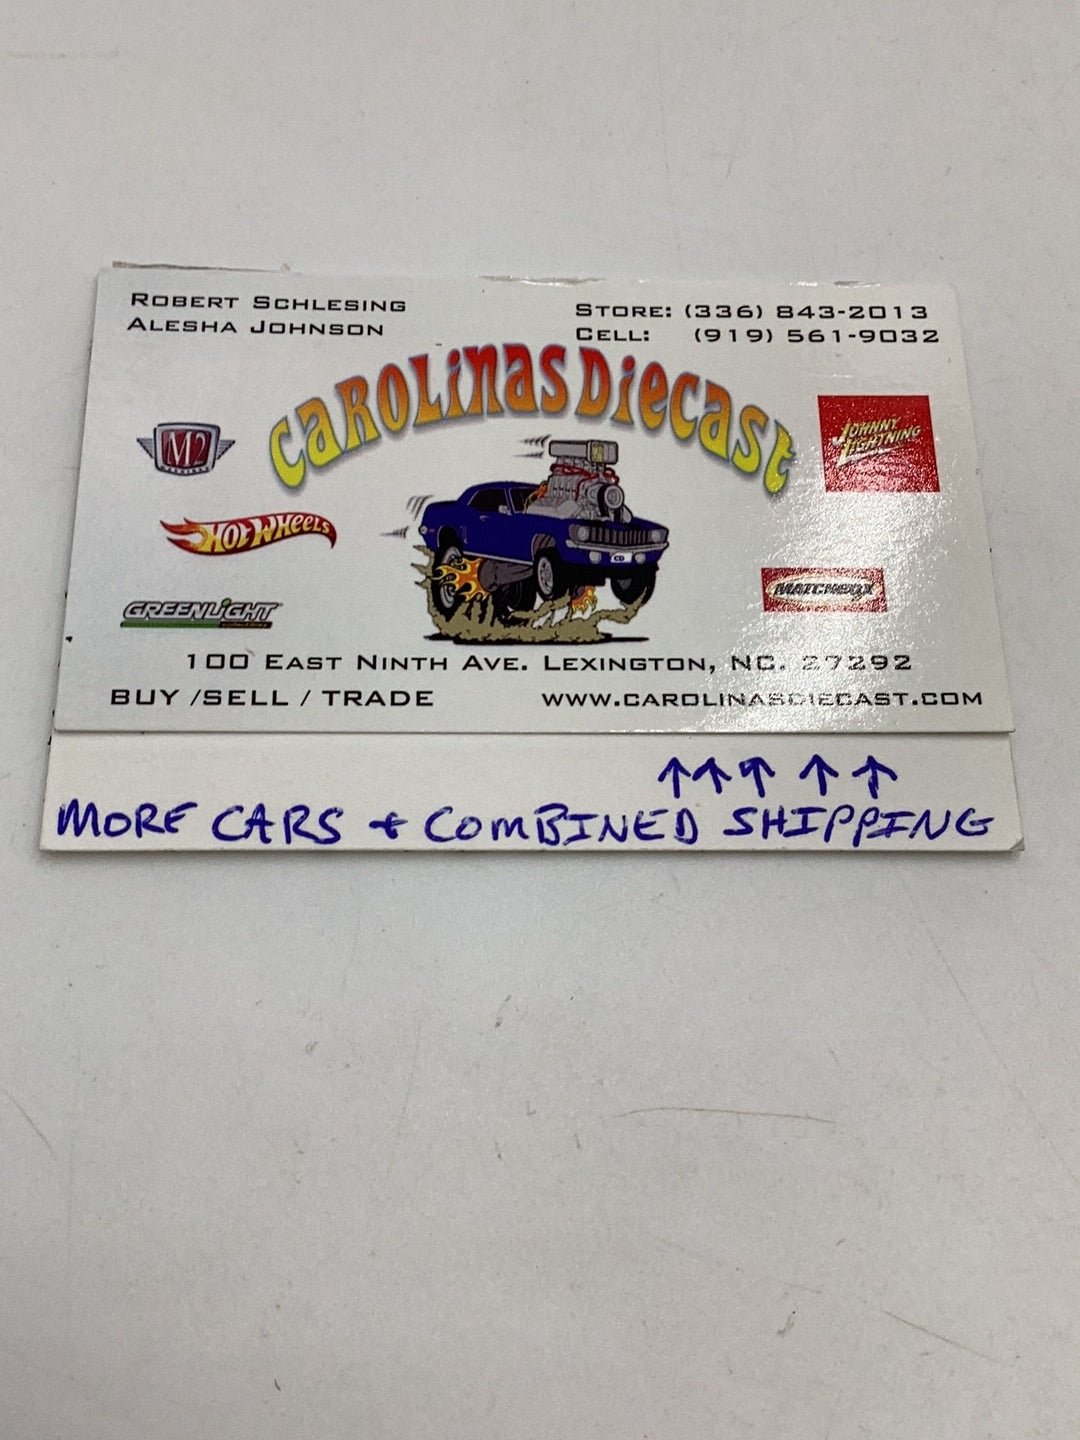 ROBERT SCHLESING
ALESHA JOHNSON
STORE: (336) 843-2013
CELL: (919) 561-9032
CAROLINAS DIECAST
M2
MACHINES
JOHNNY
LIGHTNING
HOT WHEELS
CD
GREENLIGHT
MATCHBOX
100 EAST NINTH AVE. LEXINGTON, NC. 27292
BUY /SELL / TRADE
WWW.CAROLINASDIECAST.COM
↑↑↑↑↑
MORE CARS + COMBINED SHIPPING